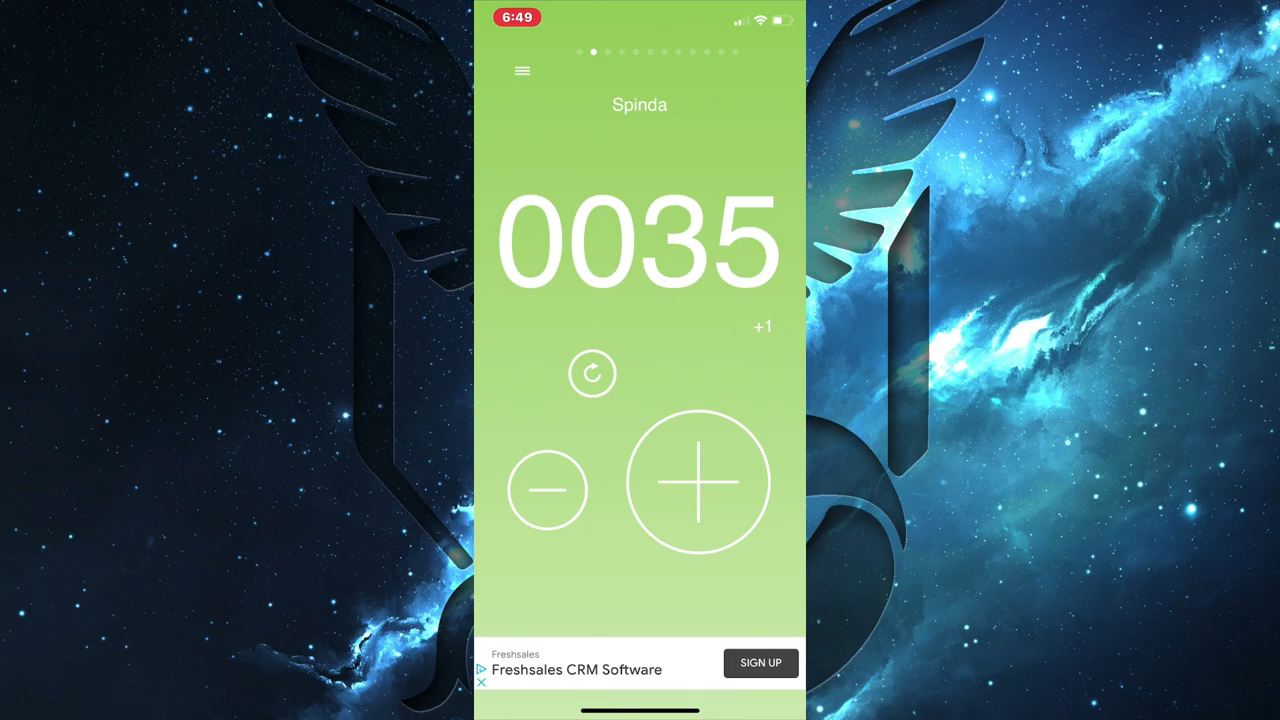 6:49
Spinda
0035
+1
Freshsales
Freshsales CRM Software
SIGN UP